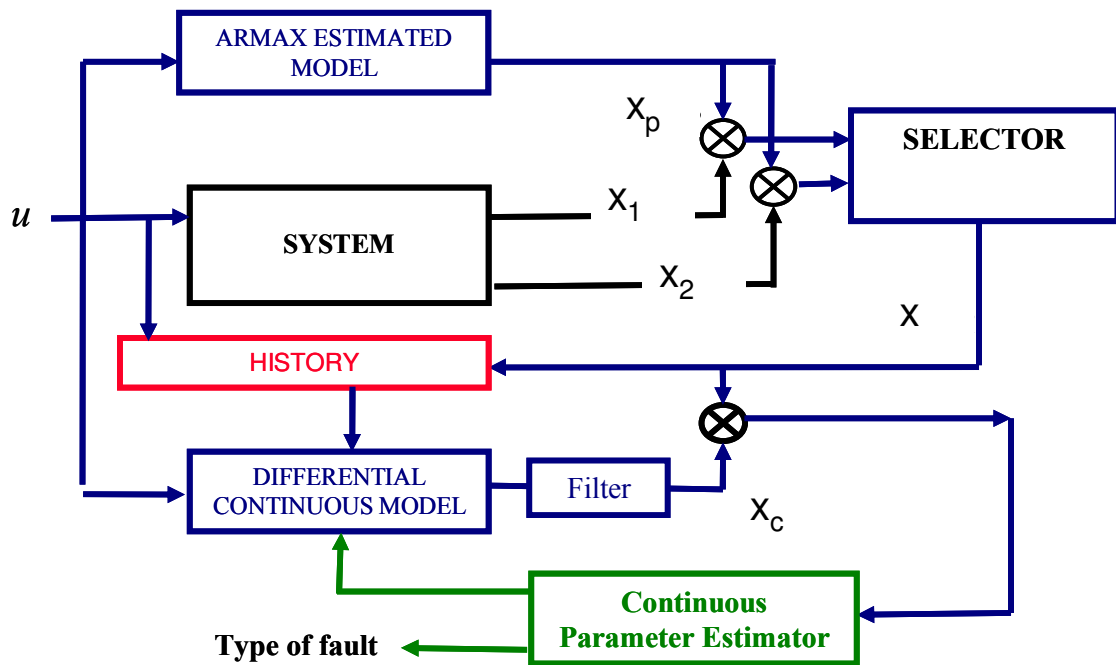 ARMAX ESTIMATED
MODEL
xp
SELECTOR
u
x1
SYSTEM
x2
x
HISTORY
DIFFERENTIAL
CONTINUOUS MODEL
Filter
xc
Continuous
Parameter Estimator
Type of fault